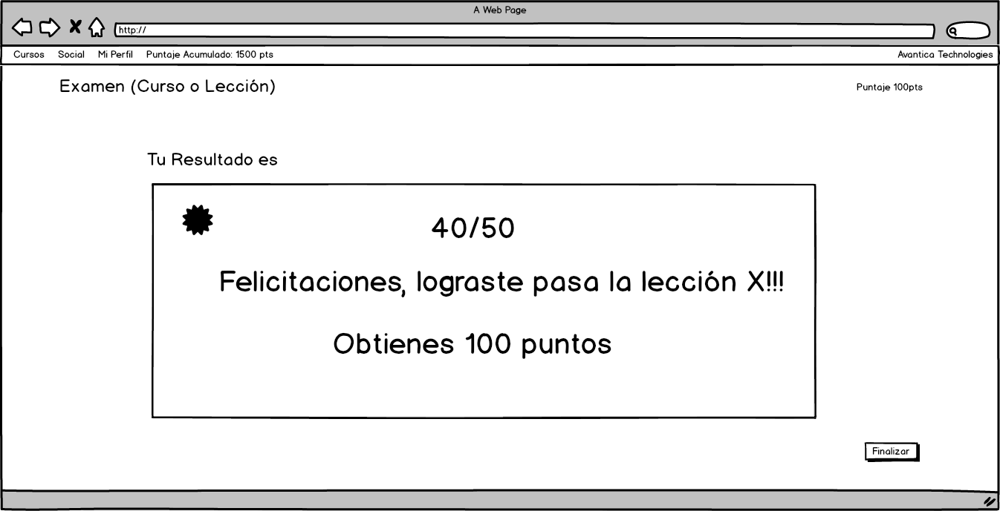 A Web Page
http://
Cursos Social Mi Perfil Puntaje Acumulado: 1500 pts Avantica Technologies
Examen (Curso o Lección) Puntaje 100pts
Tu Resultado es
40/50
Felicitaciones, lograste pasa la lección X!!!
Obtienes 100 puntos
Finalizar